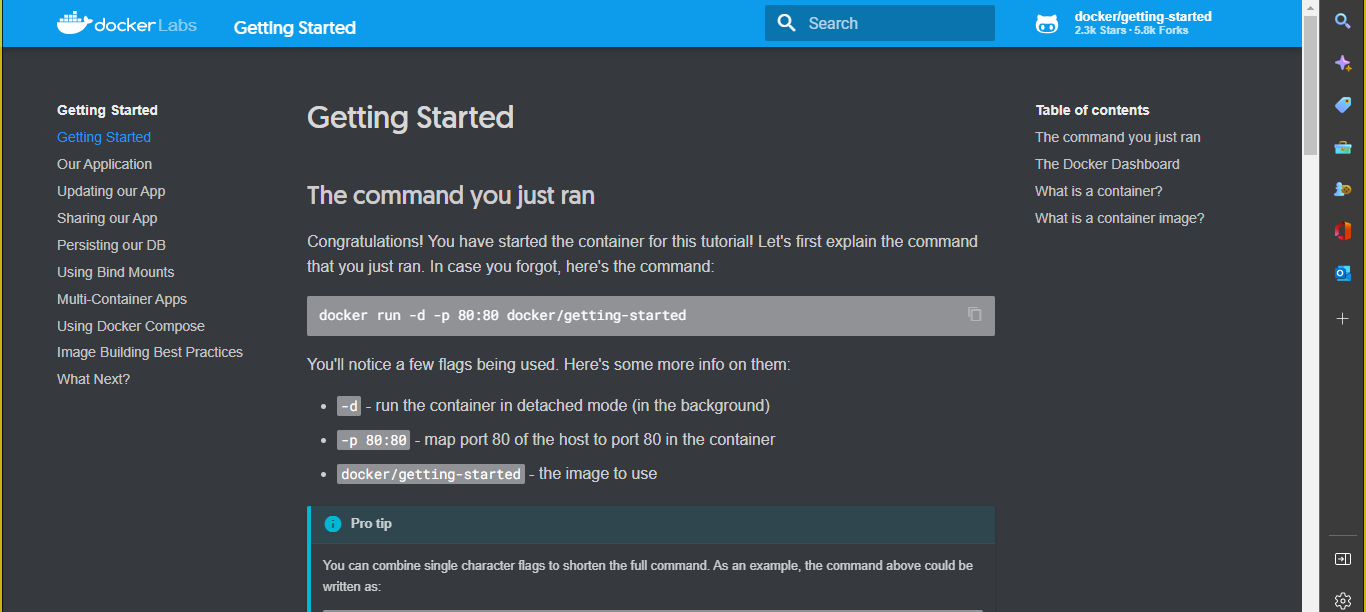 docker Labs
Getting Started
Search
docker/getting-started
2.3k Stars · 5.8k Forks
Getting Started
Getting Started
Our Application
Updating our App
Sharing our App
Persisting our DB
Using Bind Mounts
Multi-Container Apps
Using Docker Compose
Image Building Best Practices
What Next?
Getting Started
The command you just ran
Congratulations! You have started the container for this tutorial! Let's first explain the command
that you just ran. In case you forgot, here's the command:
docker run -d -p 80:80 docker/getting-started
You'll notice a few flags being used. Here's some more info on them:
• -d - run the container in detached mode (in the background)
• -p 80:80 - map port 80 of the host to port 80 in the container
• docker/getting-started - the image to use
Pro tip
You can combine single character flags to shorten the full command. As an example, the command above could be
written as:
Table of contents
The command you just ran
The Docker Dashboard
What is a container?
What is a container image?